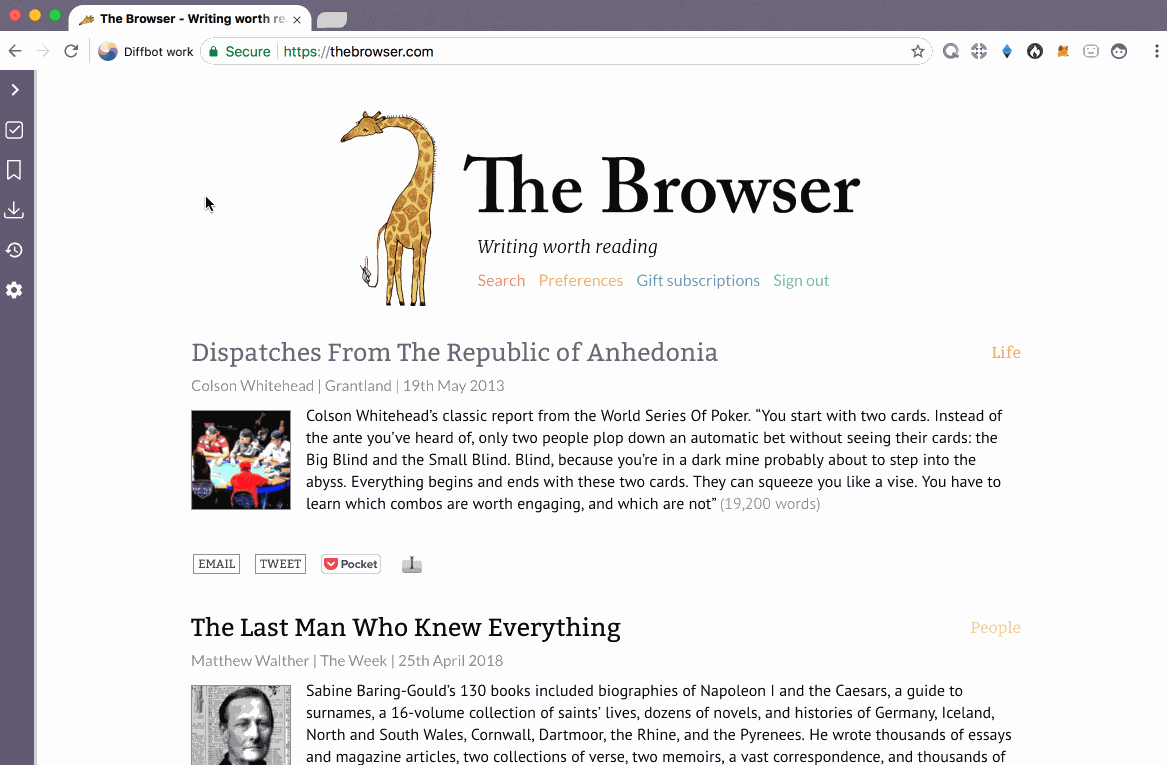 The Browser - Writing worth re
Diffbot work
Secure
https://thebrowser.com
The Browser
Writing worth reading
Search Preferences Gift subscriptions Sign out
Dispatches From The Republic of Anhedonia
Life
Colson Whitehead | Grantland | 19th May 2013
Colson Whitehead’s classic report from the World Series Of Poker. “You start with two cards. Instead of
the ante you’ve heard of, only two people plop down an automatic bet without seeing their cards: the
Big Blind and the Small Blind. Blind, because you’re in a dark mine probably about to step into the
abyss. Everything begins and ends with these two cards. They can squeeze you like a vise. You have to
learn which combos are worth engaging, and which are not” (19,200 words)
EMAIL TWEET Pocket I
The Last Man Who Knew Everything
People
Matthew Walther | The Week | 25th April 2018
Sabine Baring-Gould’s 130 books included biographies of Napoleon I and the Caesars, a guide to
surnames, a 16-volume collection of saints’ lives, dozens of novels, and histories of Germany, Iceland,
North and South Wales, Cornwall, Dartmoor, the Rhine, and the Pyrenees. He wrote thousands of essays
and magazine articles, two collections of verse, two memoirs, a vast correspondence, and thousands of